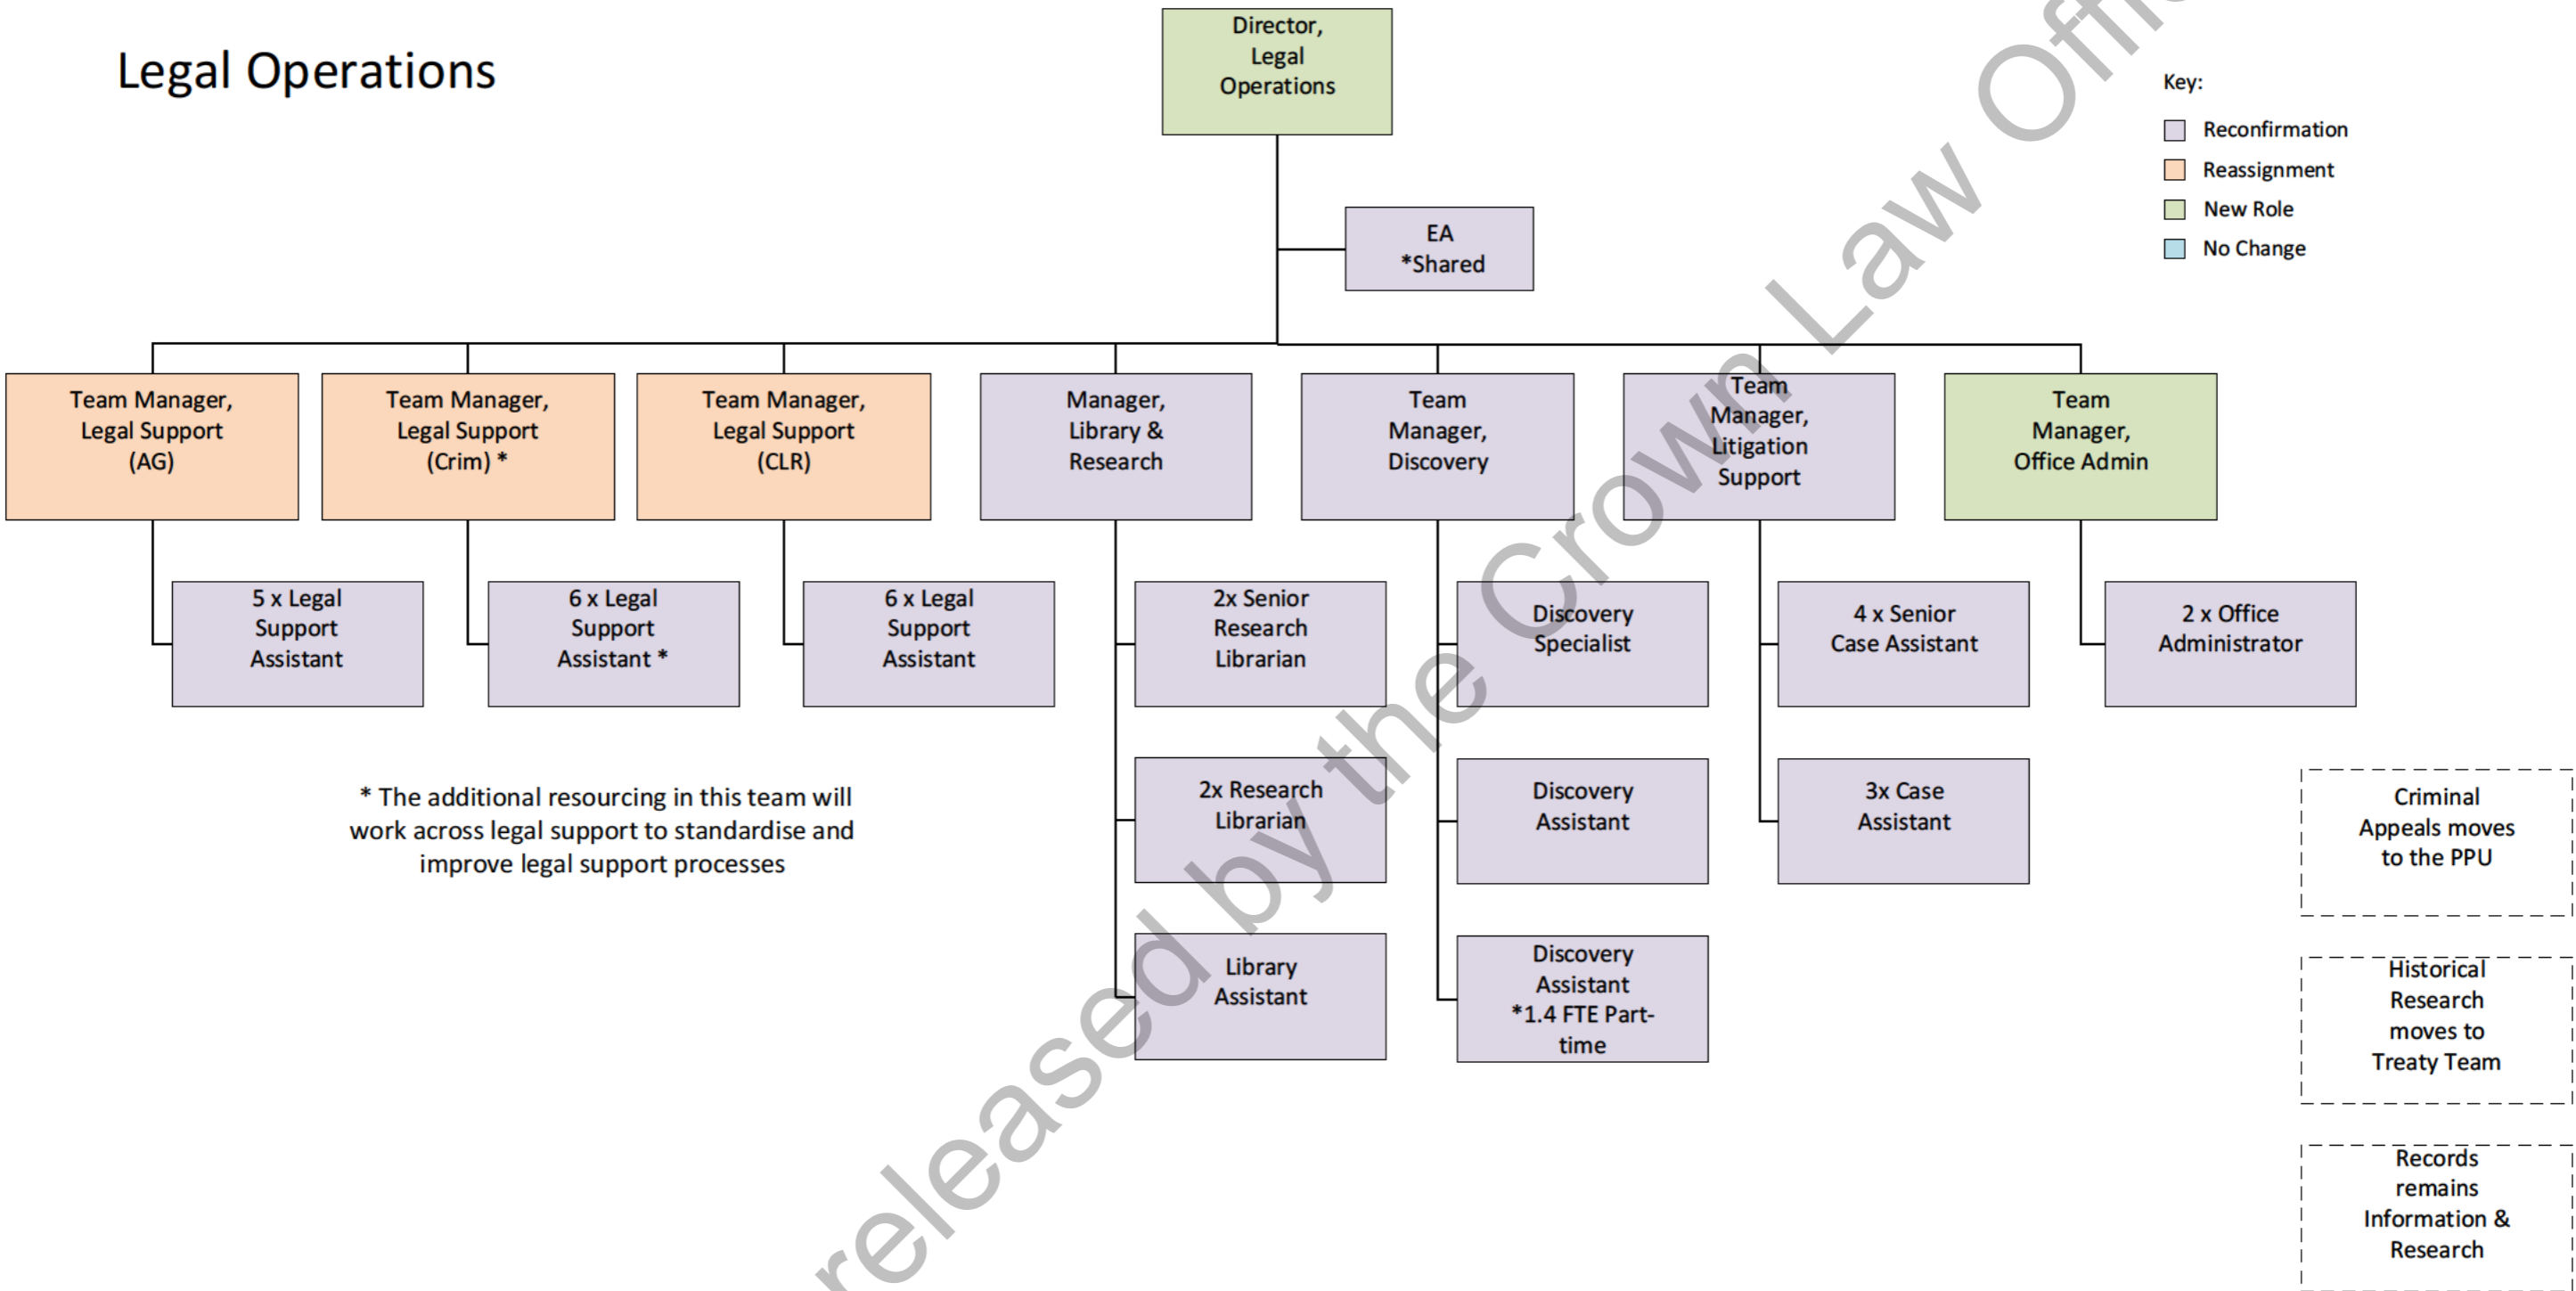 Legal Operations
Director,
Legal
Operations
Key:
Reconfirmation
Reassignment
New Role
No Change
EA
*Shared
Team Manager,
Legal Support
(AG)
Team Manager,
Legal Support
(Crim) *
Team Manager,
Legal Support
(CLR)
Manager,
Library &
Research
Team
Manager,
Discovery
Team
Manager,
Litigation
Support
Team
Manager,
Office Admin
5 x Legal
Support
Assistant
6 x Legal
Support
Assistant *
6 x Legal
Support
Assistant
2x Senior
Research
Librarian
Discovery
Specialist
4 x Senior
Case Assistant
2 x Office
Administrator
* The additional resourcing in this team will
work across legal support to standardise and
improve legal support processes
2x Research
Librarian
Discovery
Assistant
3x Case
Assistant
Library
Assistant
Discovery
Assistant
*1.4 FTE Part-
time
Criminal
Appeals moves
to the PPU
Historical
Research
moves to
Treaty Team
Records
remains
Information &
Research
released by the Crown Law